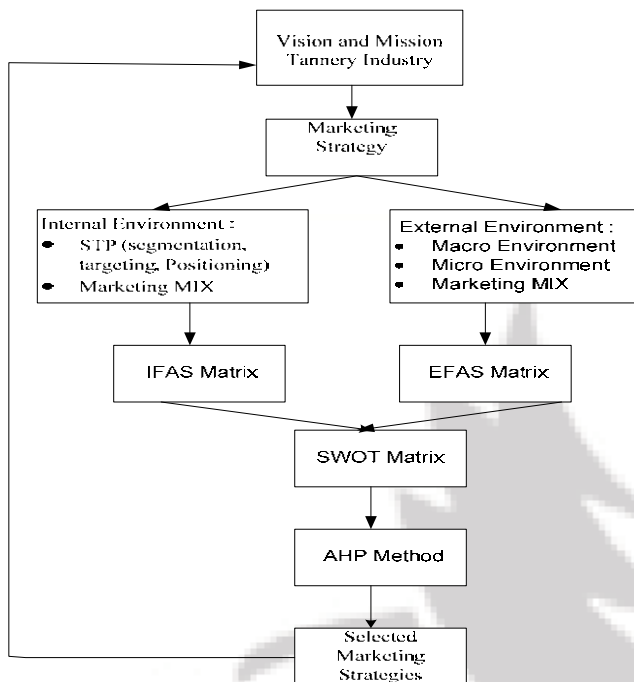 Vision and Mission
Tannery Industry
Marketing
Strategy
Internal Environment :
● STP (segmentation,
targeting, Positioning)
● Marketing MIX
External Environment :
● Macro Environment
● Micro Environment
● Marketing MIX
IFAS Matrix
EFAS Matrix
SWOT Matrix
AHP Method
Selected
Marketing
Strategies